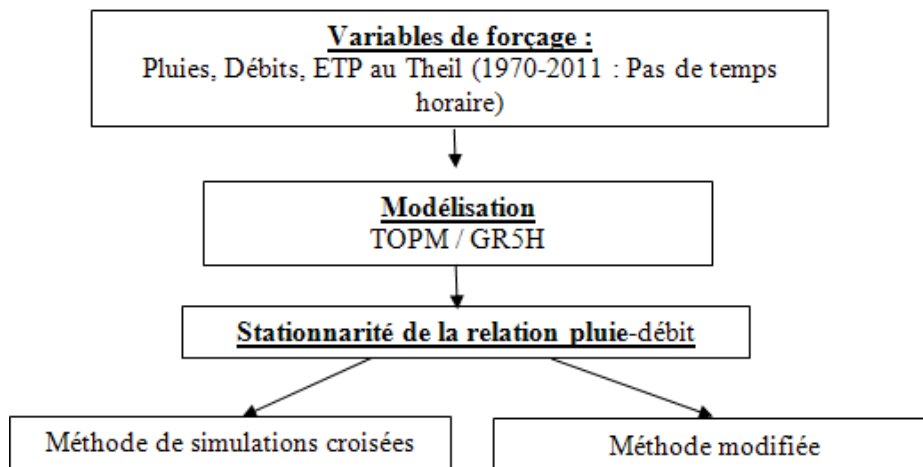 Variables de forçage :
Pluies, Débits, ETP au Theil (1970-2011 : Pas de temps
horaire)
Modélisation
TOPM / GR5H
Stationnarité de la relation pluie-débit
Méthode de simulations croisées
Méthode modifiée